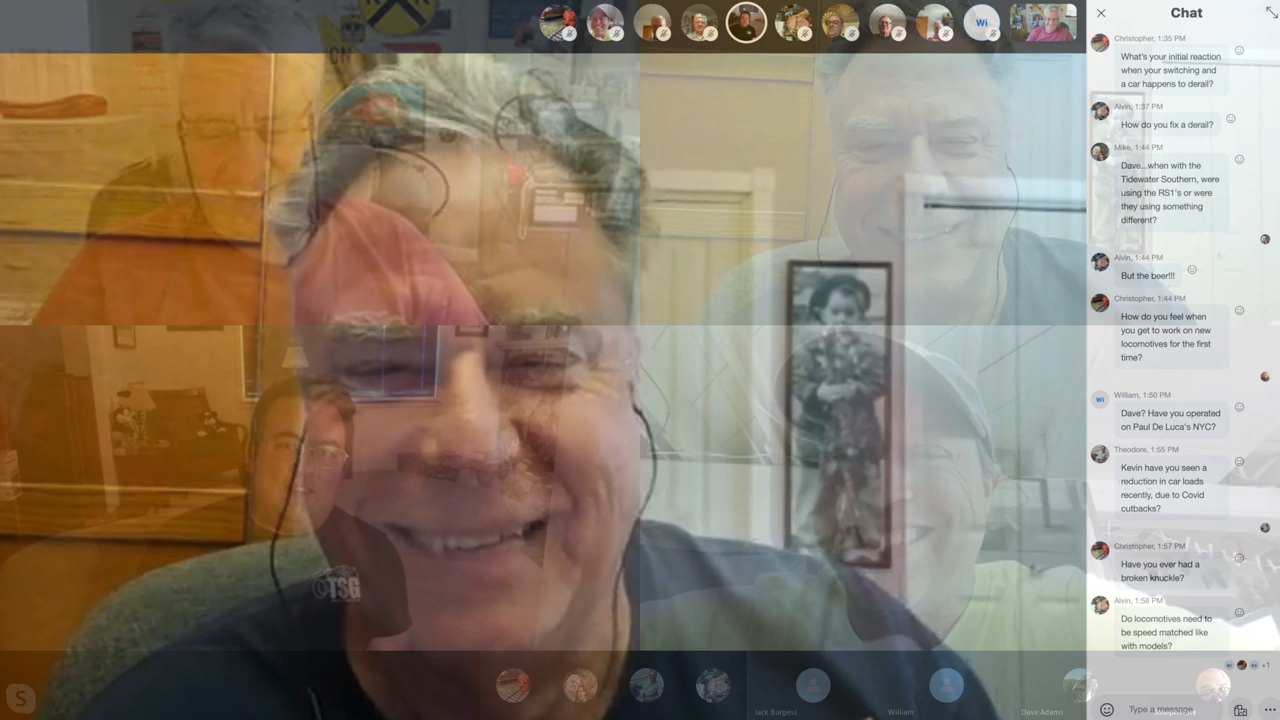 Chat
Christopher, 1:35 PM
What's your initial reaction
when your switching and
a car happens to derail?
Alvin, 1:37 PM
How do you fix a derail?
Mike, 1:44 PM
Dave...when with the
Tidewater Southern, were
using the RS1's or were
they using something
different?
Alvin, 1:44 PM
But the beer!!!
Christopher, 1:44 PM
How do you feel when
you get to work on new
locomotives for the first
time?
William, 1:50 PM
Dave? Have you operated
on Paul De Luca's NYC?
Theodore, 1:55 PM
Kevin have you seen a
reduction in car loads
recently, due to Covid
cutbacks?
Christopher, 1:57 PM
Have you ever had a
broken knuckle?
Alvin, 1:58 PM
Do locomotives need to
be speed matched like
with models?
+1
Type a message
Wi
Wi
©TSG
S
Jack Burgess
William
Dave Adams